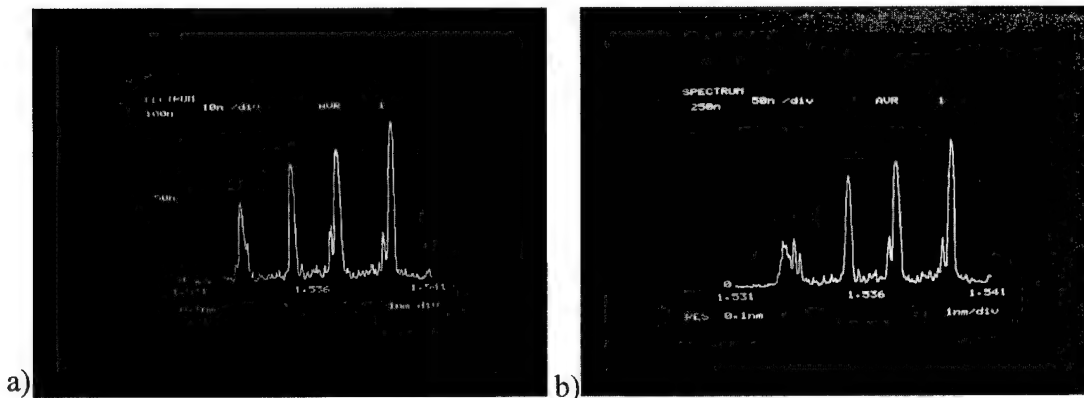 10n /div AVR 1
100n
50n
1.536 1.541
1nm/div
a)
SPECTRUM 50n /div AVR 1
250n
0
1.531 1.536 1.541
RES 0.1nm 1nm/div
b)